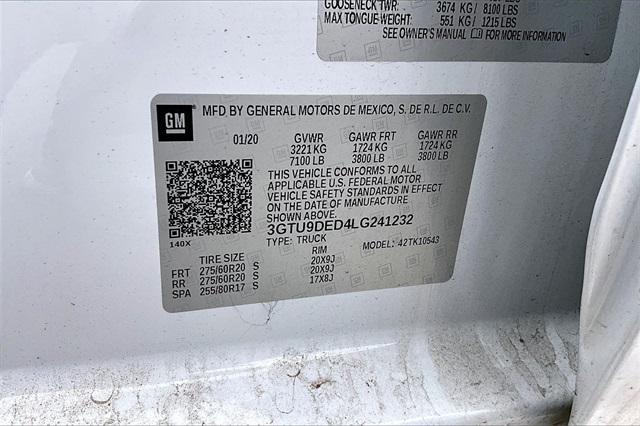 GOOSENECK TWR: 3674 KG/ 8100 LBS
MAX TONGUE WEIGHT: 551 KG/ 1215 LBS
SEE OWNER'S MANUAL FOR MORE INFORMATION
GM MFD BY GENERAL MOTORS DE MEXICO, S. DE R.L. DE C.V.
01/20 GVWR GAWR FRT GAWR RR
3221 KG 1724 KG 1724 KG
7100 LB 3800 LB 3800 LB
THIS VEHICLE CONFORMS TO ALL
APPLICABLE U.S. FEDERAL MOTOR
VEHICLE SAFETY STANDARDS IN EFFECT
ON THE DATE OF MANUFACTURE
SHOWN ABOVE.
140X 3GTU9DED4LG241232
TYPE: TRUCK MODEL: 42TK10543
TIRE SIZE RIM
FRT 275/60R20 S 20X9J
RR 275/60R20 S 20X9J
SPA 255/80R17 S 17X8J